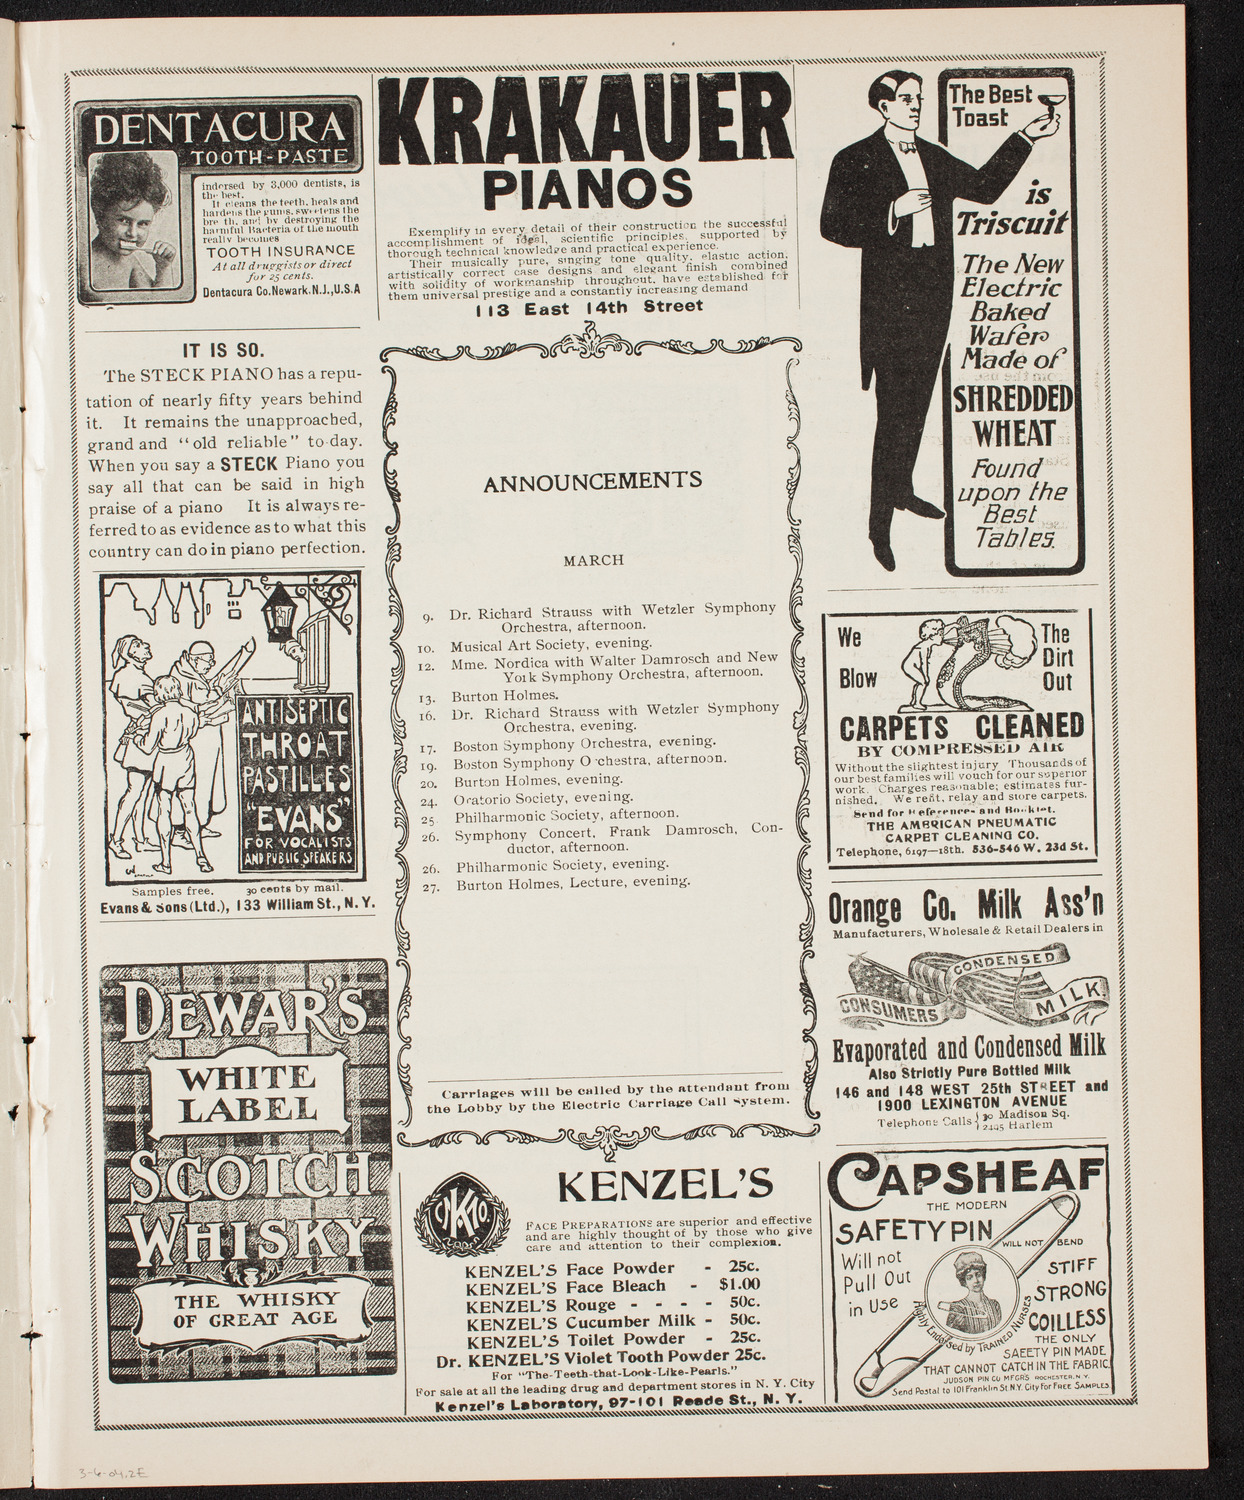 DENTACURA
TOOTH-PASTE
indorsed by 3,000 dentists, is
the best.
It cleans the teeth, heals and
hardens the gums, sweetens the
bre th, and by destroying the
harmful Bacteria of the mouth
really becomes
TOOTH INSURANCE
At all druggists or direct
for 25 cents.
Dentacura Co. Newark. N.J., U.S.A
KRAKAUER
PIANOS
Exemplify in every detail of their construction the successful
accomplishment of ideal, scientific principles, supported by
thorough technical knowledge and practical experience.
Their musically pure, singing tone quality, elastic action,
artistically correct case designs and elegant finish combined
with solidity of workmanship throughout, have established for
them universal prestige and a constantly increasing demand
113 East 14th Street
The Best
Toast
is
Triscuit
The New
Electric
Baked
Wafer
Made of
SHREDDED
WHEAT
Found
upon the
Best
Tables.
IT IS SO.
The STECK PIANO has a repu-
tation of nearly fifty years behind
it. It remains the unapproached,
grand and "old reliable" to-day.
When you say a STECK Piano you
say all that can be said in high
praise of a piano It is always re-
ferred to as evidence as to what this
country can do in piano perfection.
ANTISEPTIC
THROAT
PASTILLES
"EVANS"
FOR VOCALISTS
AND PUBLIC SPEAKERS
Samples free. 30 cents by mail.
Evans & Sons (Ltd.), 133 William St., N. Y.
DEWAR'S
WHITE
LABEL
SCOTCH
WHISKY
THE WHISKY
OF GREAT AGE
ANNOUNCEMENTS
MARCH
9. Dr. Richard Strauss with Wetzler Symphony
Orchestra, afternoon.
10. Musical Art Society, evening.
12. Mme. Nordica with Walter Damrosch and New
York Symphony Orchestra, afternoon.
13. Burton Holmes.
16. Dr. Richard Strauss with Wetzler Symphony
Orchestra, evening.
17. Boston Symphony Orchestra, evening.
19. Boston Symphony O chestra, afternoon.
20. Burton Holmes, evening.
24. Oratorio Society, evening.
25 Philharmonic Society, afternoon.
26. Symphony Concert, Frank Damrosch, Con-
ductor, afternoon.
26. Philharmonic Society, evening.
27. Burton Holmes, Lecture, evening.
Carriages will be called by the attendant from
the Lobby by the Electric Carriage Call System.
We
Blow
The
Dirt
Out
CARPETS CLEANED
BY COMPRESSED AIR
Without the slightest injury Thousands of
our best families will vouch for our superior
work. Charges reasonable; estimates fur-
nished. We rent, relay and store carpets.
Send for References and Booklet.
THE AMERICAN PNEUMATIC
CARPET CLEANING CO.
Telephone, 6197—18th. 536-546 W. 23d St.
Orange Co. Milk Ass'n
Manufacturers, Wholesale & Retail Dealers in
CONSUMERS
CONDENSED
MILK
Evaporated and Condensed Milk
Also Strictly Pure Bottled Milk
146 and 148 WEST 25th STREET and
1900 LEXINGTON AVENUE
Telephone Calls { 30 Madison Sq.
2495 Harlem
KENZEL'S
FACE PREPARATIONS are superior and effective
and are highly thought of by those who give
care and attention to their complexion.
KENZEL'S Face Powder - 25c.
KENZEL'S Face Bleach - $1.00
KENZEL'S Rouge - - - - 50c.
KENZEL'S Cucumber Milk - 50c.
KENZEL'S Toilet Powder - 25c.
Dr. KENZEL'S Violet Tooth Powder 25c.
For "The-Teeth-that-Look-Like-Pearls."
For sale at all the leading drug and department stores in N. Y. City
Kenzel's Laboratory, 97-101 Reade St., N. Y.
CAPSHEAF
THE MODERN
SAFETY PIN
WILL NOT BEND
Will not
Pull Out
in Use
STIFF
STRONG
COILLESS
Highly Endorsed by TRAINED NURSES
THE ONLY
SAFETY PIN MADE
THAT CANNOT CATCH IN THE FABRIC.
JUDSON PIN CO MFGRS ROCHESTER, N. Y.
Send Postal to 101 Franklin St. N.Y. City For FREE SAMPLES
3-6-04.2E